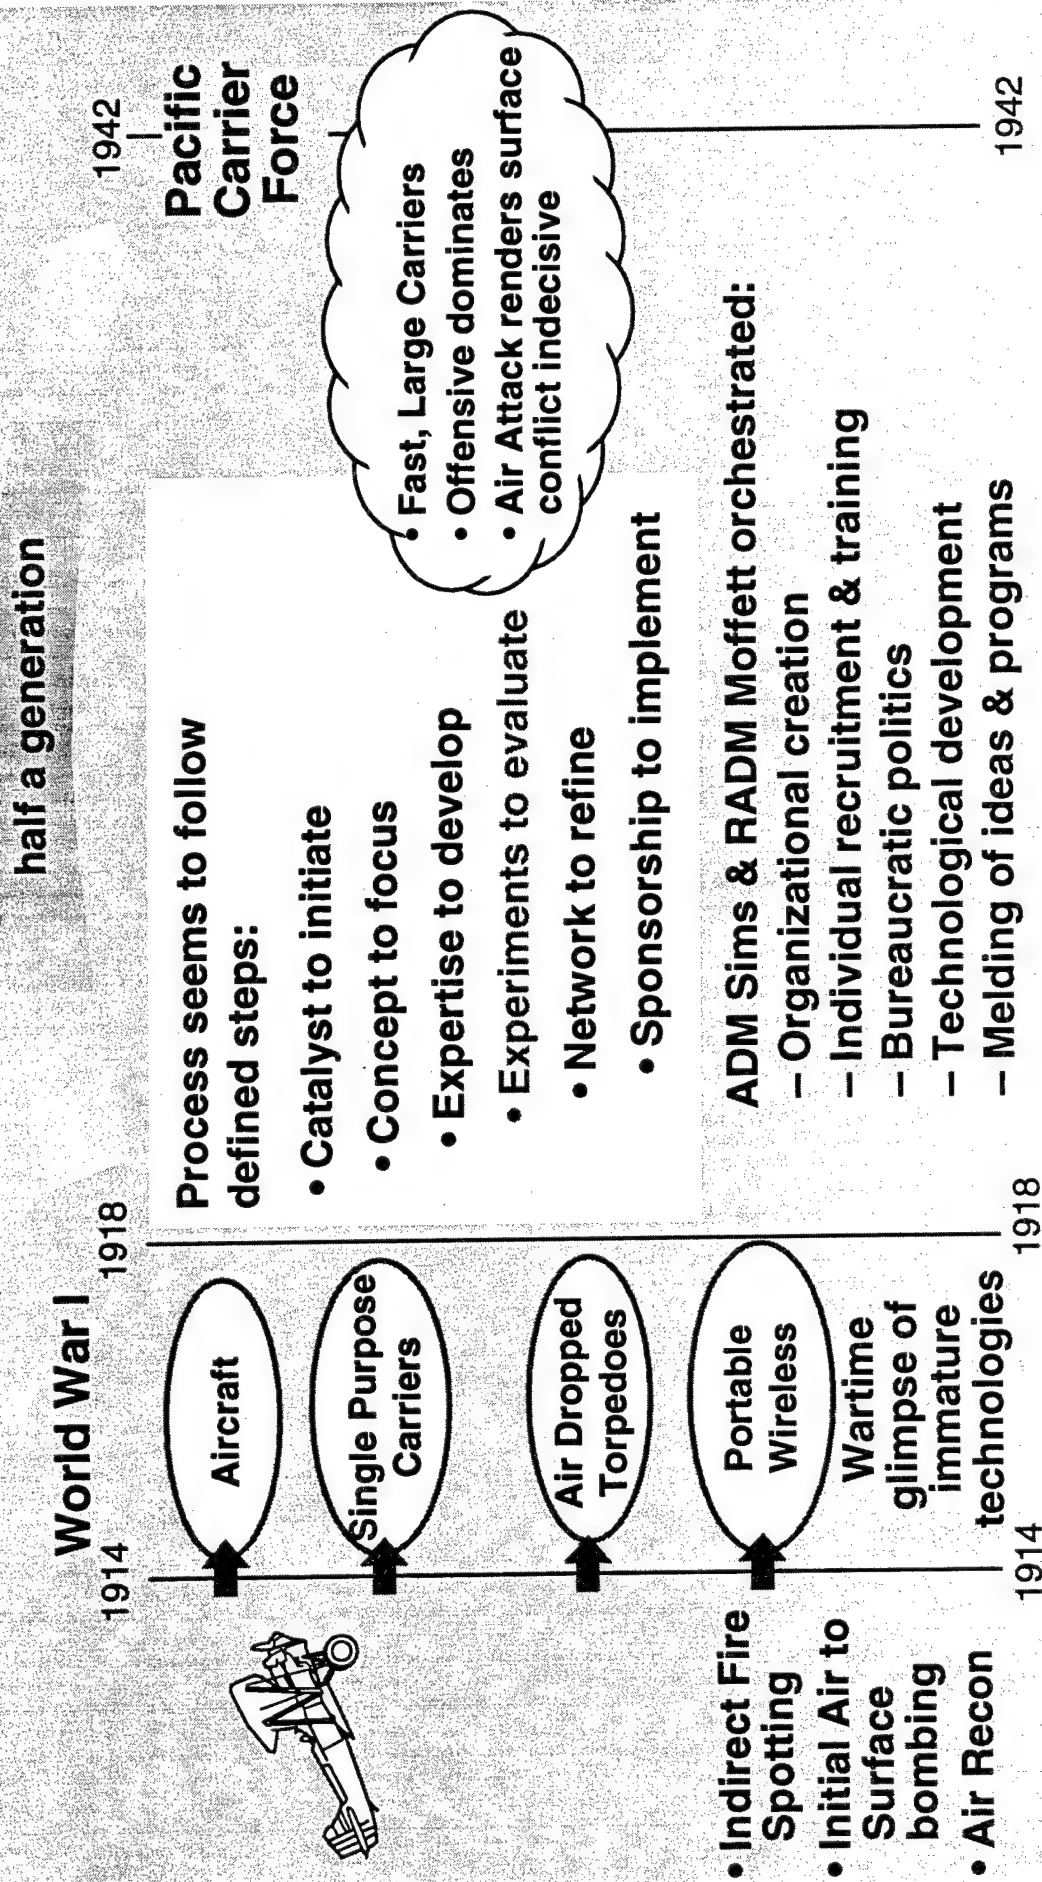 half a generation
World War I
1914
1918
1942
Pacific
Carrier
Force
Aircraft
Single Purpose
Carriers
Air Dropped
Torpedoes
Portable
Wireless
Wartime
glimpse of
immature
technologies
• Indirect Fire
Spotting
• Initial Air to
Surface
bombing
• Air Recon
Process seems to follow
defined steps:
• Catalyst to initiate
• Concept to focus
• Expertise to develop
• Experiments to evaluate
• Network to refine
• Sponsorship to implement
• Fast, Large Carriers
• Offensive dominates
• Air Attack renders surface
conflict indecisive
ADM Sims & RADM Moffett orchestrated:
– Organizational creation
– Individual recruitment & training
– Bureaucratic politics
– Technological development
– Melding of ideas & programs
1914
1918
1942